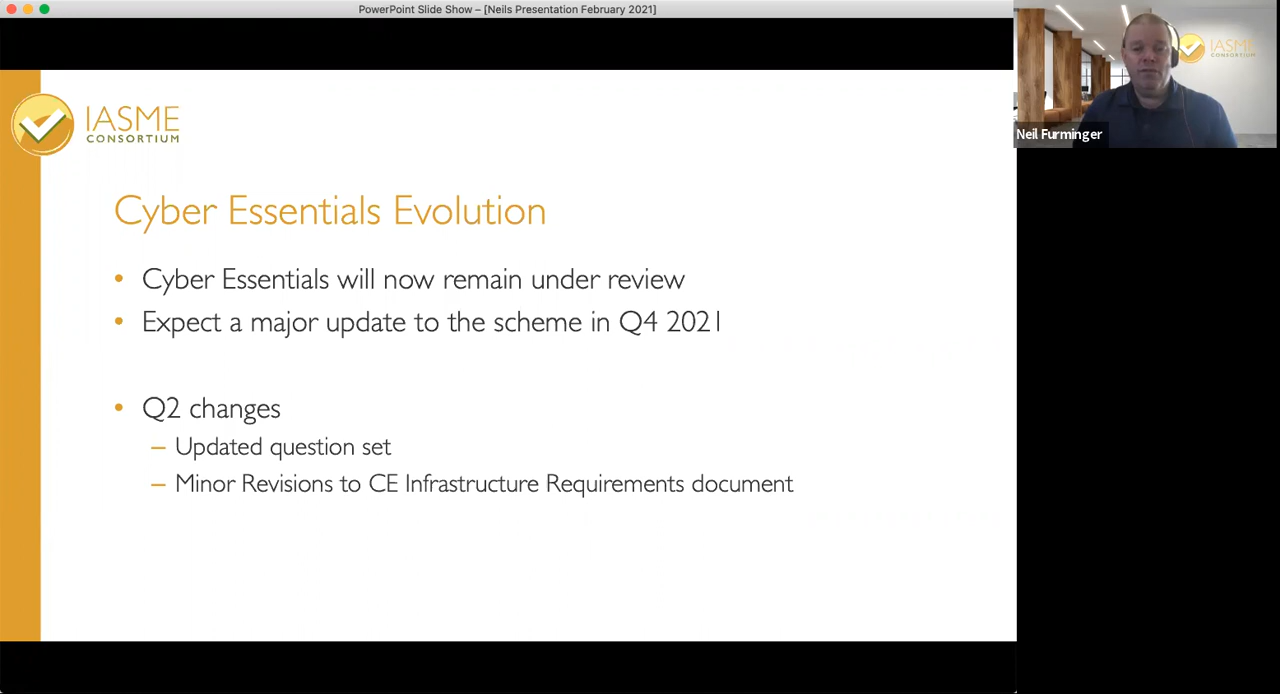 PowerPoint Slide Show – [Neils Presentation February 2021]
IASME
CONSORTIUM
Neil Furminger
IASME
CONSORTIUM
Cyber Essentials Evolution
• Cyber Essentials will now remain under review
• Expect a major update to the scheme in Q4 2021
• Q2 changes
– Updated question set
– Minor Revisions to CE Infrastructure Requirements document